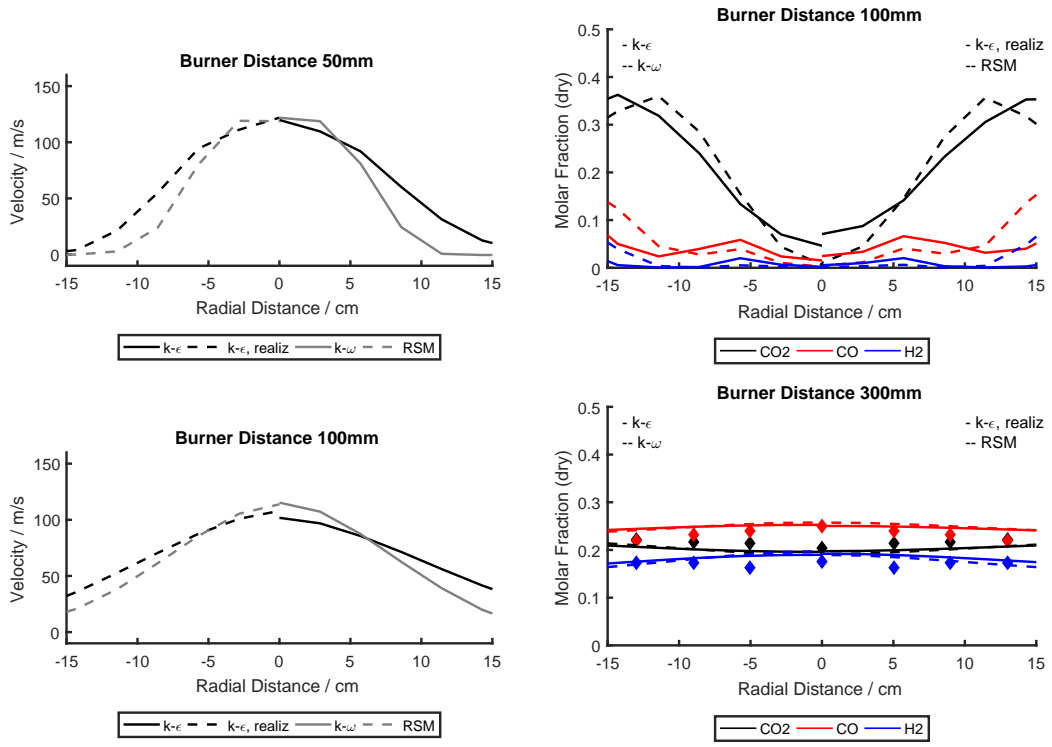 Burner Distance 50mm
150
100
50
0
Velocity / m/s
-15 -10 -5 0 5 10 15
Radial Distance / cm
k-ϵ k-ϵ, realiz k-ω RSM
Burner Distance 100mm
0.5
0.4
0.3
0.2
0.1
0
Molar Fraction (dry)
- k-ϵ - k-ϵ, realiz
-- k-ω -- RSM
-15 -10 -5 0 5 10 15
Radial Distance / cm
CO2 CO H2
Burner Distance 100mm
150
100
50
0
Velocity / m/s
-15 -10 -5 0 5 10 15
Radial Distance / cm
k-ϵ k-ϵ, realiz k-ω RSM
Burner Distance 300mm
0.5
0.4
0.3
0.2
0.1
0
Molar Fraction (dry)
- k-ϵ - k-ϵ, realiz
-- k-ω -- RSM
-15 -10 -5 0 5 10 15
Radial Distance / cm
CO2 CO H2